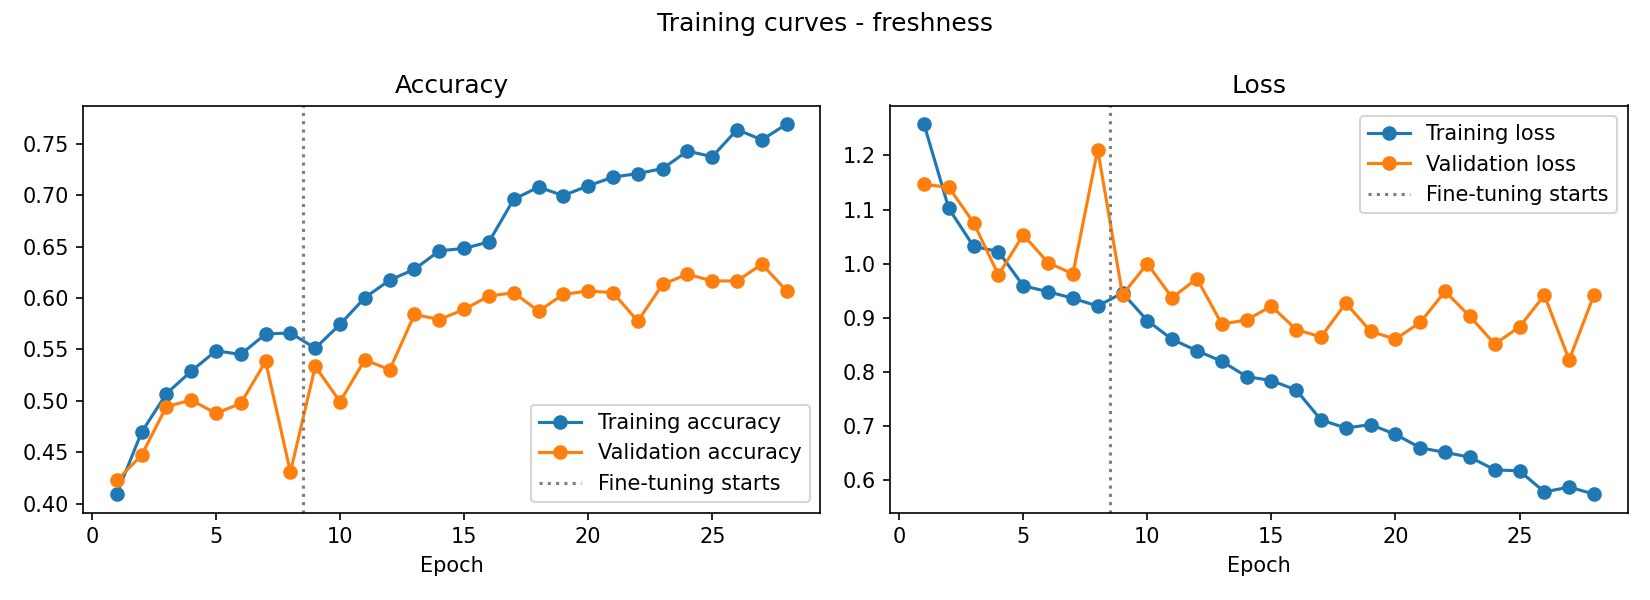 Training curves - freshness
Accuracy
0.75
0.70
0.65
0.60
0.55
0.50
0.45
0.40
0 5 10 15 20 25
Epoch
Training accuracy
Validation accuracy
Fine-tuning starts
Loss
1.2
1.1
1.0
0.9
0.8
0.7
0.6
0 5 10 15 20 25
Epoch
Training loss
Validation loss
Fine-tuning starts